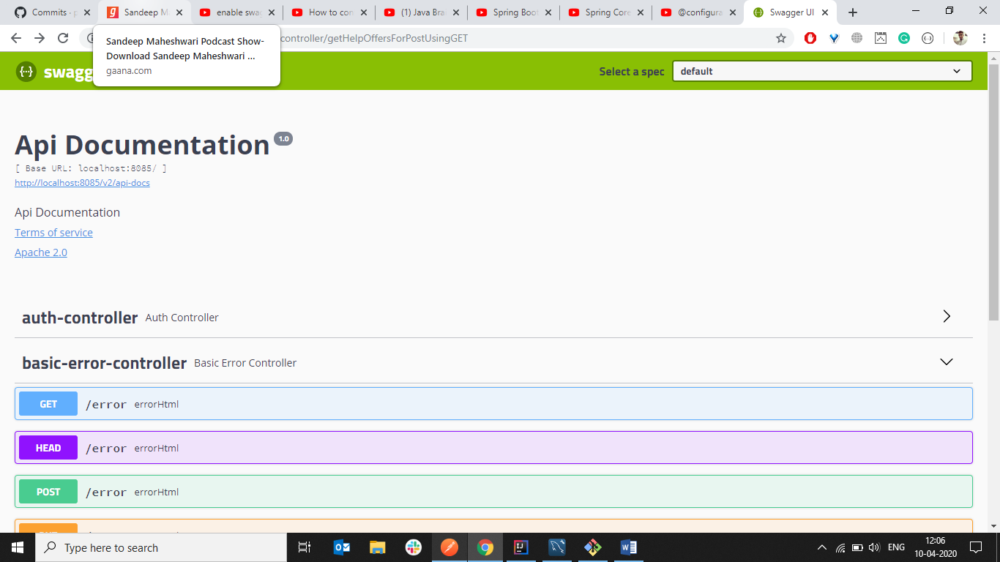 Commits - p
Sandeep M
enable swa
How to con
(1) Java Bra
Spring Boot
Spring Core
@configura
Swagger UI
controller/getHelpOffersForPostUsingGET
Sandeep Maheshwari Podcast Show-
Download Sandeep Maheshwari ...
gaana.com
swagg
Select a spec
default
Api Documentation 1.0
[ Base URL: localhost:8085/ ]
http://localhost:8085/v2/api-docs
Api Documentation
Terms of service
Apache 2.0
auth-controller Auth Controller
basic-error-controller Basic Error Controller
GET /error errorHtml
HEAD /error errorHtml
POST /error errorHtml
Type here to search
ENG
12:06
10-04-2020